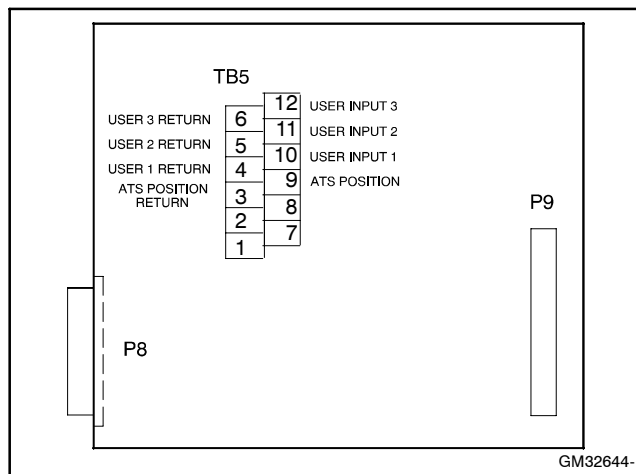 TB5
12 USER INPUT 3
USER 3 RETURN 6
11 USER INPUT 2
USER 2 RETURN 5
10 USER INPUT 1
USER 1 RETURN 4
9 ATS POSITION
ATS POSITION
RETURN 3
8
2
7
1
P9
P8
GM32644-